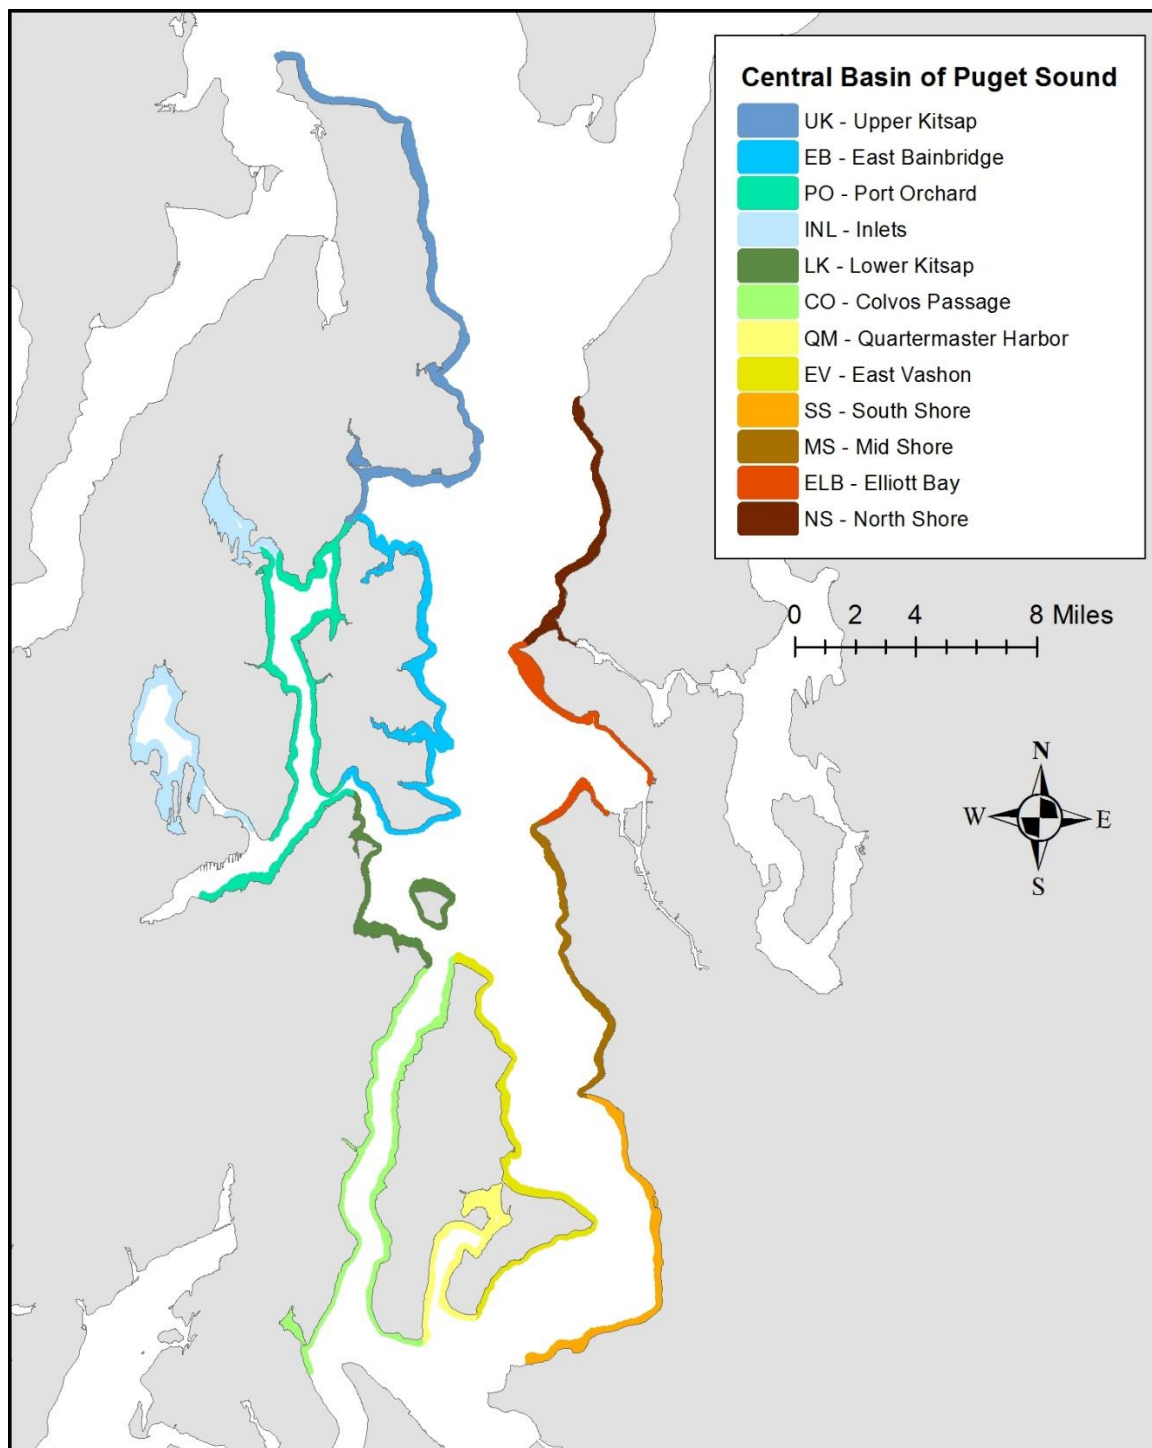 Central Basin of Puget Sound
UK - Upper Kitsap
EB - East Bainbridge
PO - Port Orchard
INL - Inlets
LK - Lower Kitsap
CO - Colvos Passage
QM - Quartermaster Harbor
EV - East Vashon
SS - South Shore
MS - Mid Shore
ELB - Elliott Bay
NS - North Shore
0 2 4 8 Miles
N
W E
S